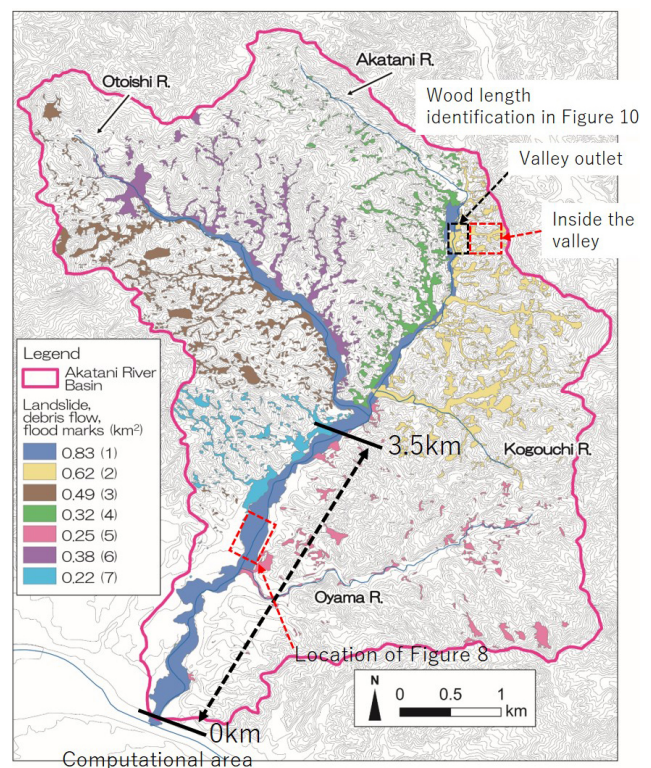 Akatani R.
Otoishi R.
Wood length
identification in Figure 10
Valley outlet
Inside the
valley
Legend
Akatani River
Basin
Landslide,
debris flow,
flood marks (km²)
0.83 (1)
0.62 (2)
0.49 (3)
0.32 (4)
0.25 (5)
0.38 (6)
0.22 (7)
3.5km
Kogouchi R.
Oyama R.
Location of Figure 8
N
0 0.5 1
km
0km
Computational area